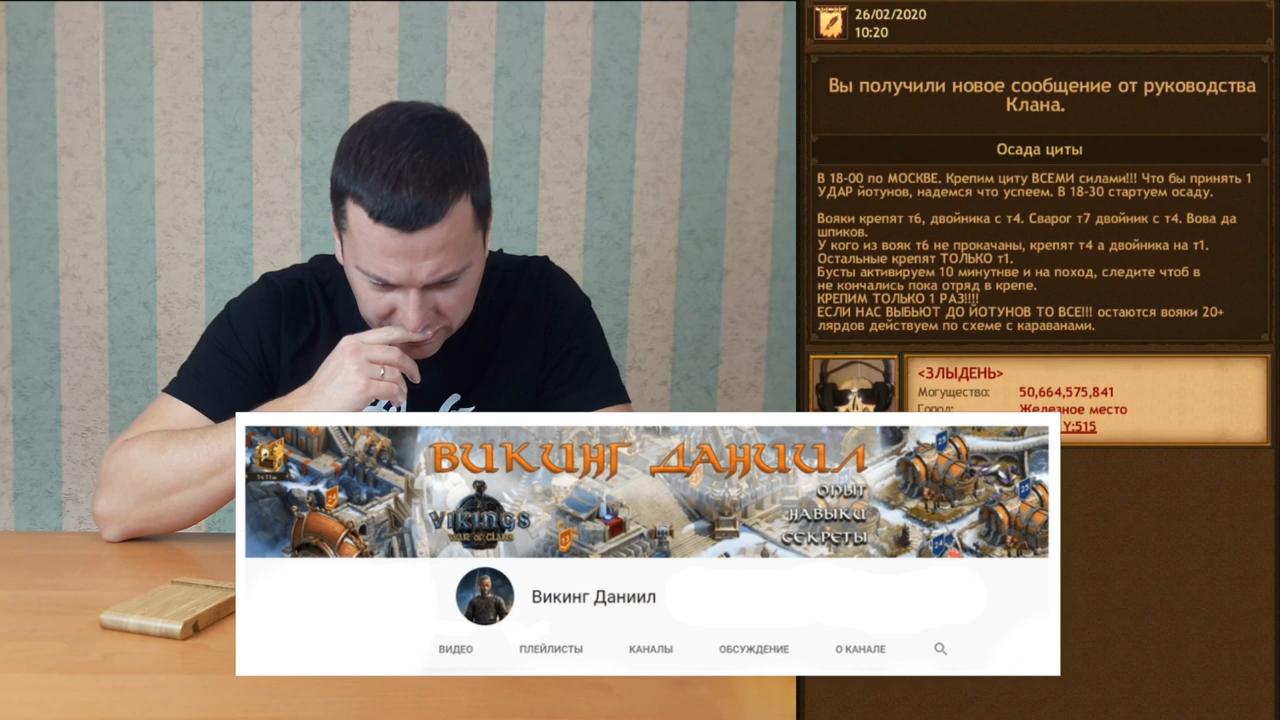 26/02/2020
10:20
Вы получили новое сообщение от руководства
Клана.
Осада циты
В 18-00 по МОСКВЕ. Крепим циту ВСЕМИ силами!!! Что бы принять 1
УДАР йотунов, надемся что успеем. В 18-30 стартуем осаду.
Вояки крепят т6, двойника с т4. Сварог т7 двойник с т4. Вова да
шпиков.
У кого из вояк т6 не прокачаны, крепят т4 а двойника на т1.
Остальные крепят ТОЛЬКО т1.
Бусты активируем 10 минутнве и на поход, следите чтоб в
не кончались пока отряд в крепе.
КРЕПИМ ТОЛЬКО 1 РАЗ!!!!
ЕСЛИ НАС ВЫБЬЮТ ДО ЙОТУНОВ ТО ВСЕ!!! остаются вояки 20+
лярдов действуем по схеме с караванами.
<ЗЛЫДЕНЬ>
Могущество: 50,664,575,841
Город: Железное место
Y:515
ВИКИНГ ДАНИИЛ
ОПЫТ
НАВЫКИ
СЕКРЕТЫ
VIKINGS
WAR OF CLANS
Викинг Даниил
ВИДЕО ПЛЕЙЛИСТЫ КАНАЛЫ ОБСУЖДЕНИЕ О КАНАЛЕ